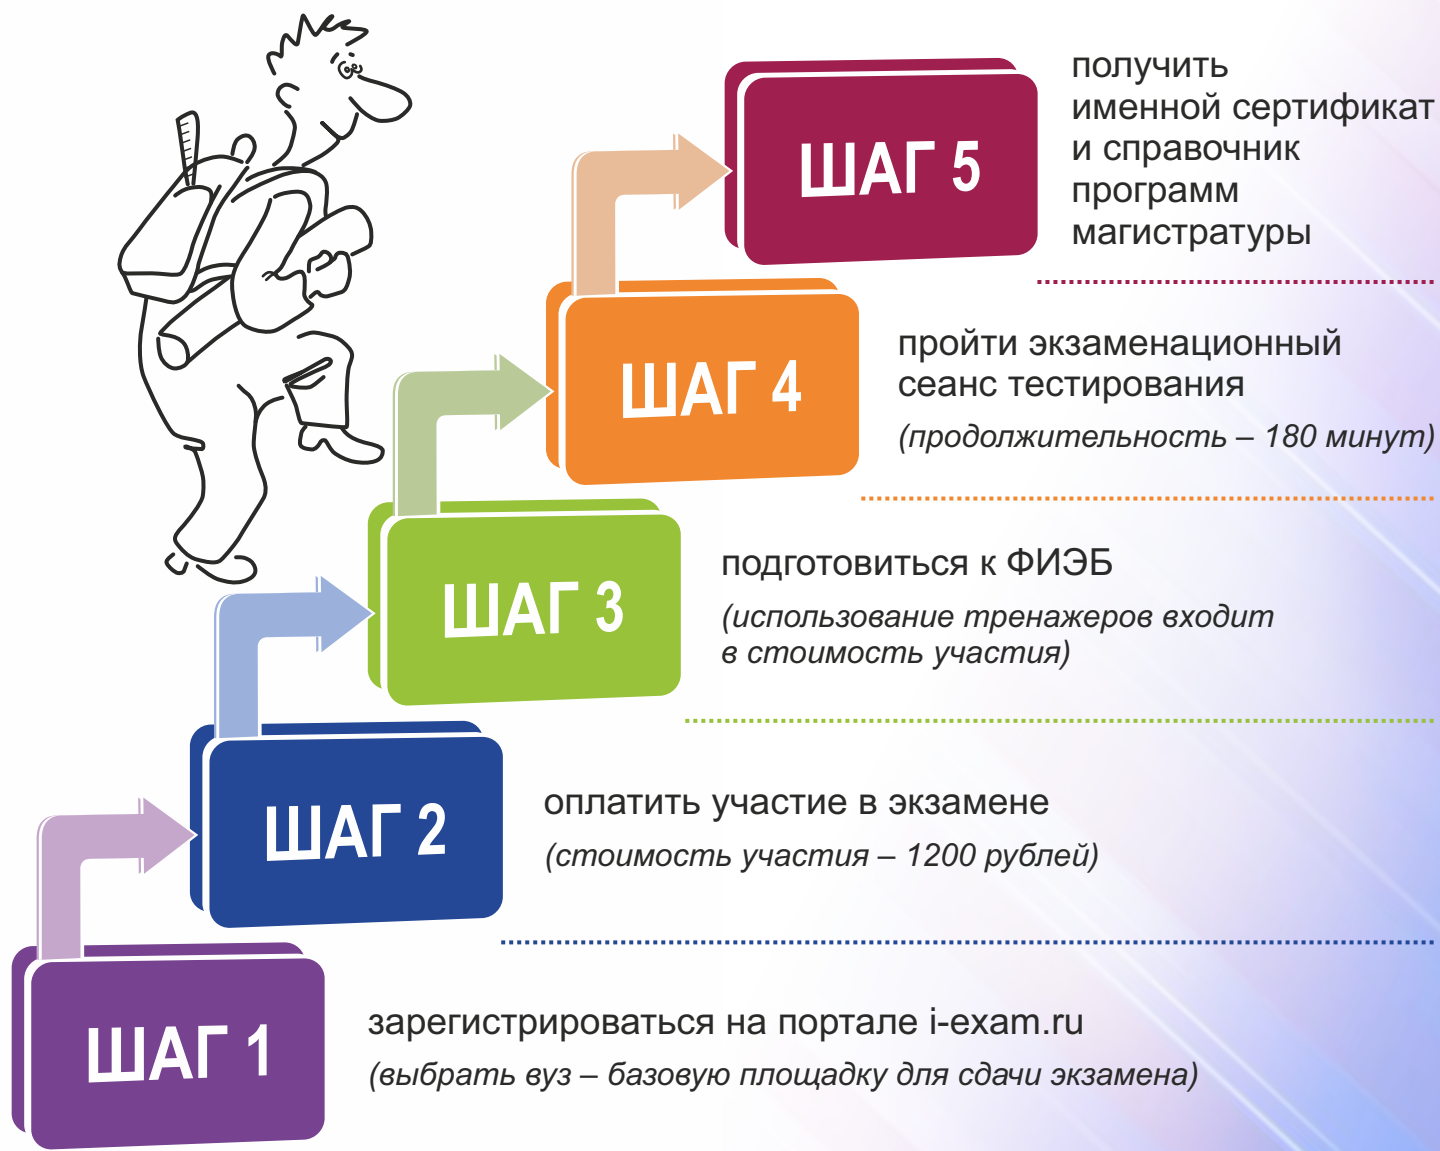 ШАГ 5
получить
именной сертификат
и справочник
программ
магистратуры
ШАГ 4
пройти экзаменационный
сеанс тестирования
(продолжительность – 180 минут)
ШАГ 3
подготовиться к ФИЭБ
(использование тренажеров входит
в стоимость участия)
ШАГ 2
оплатить участие в экзамене
(стоимость участия – 1200 рублей)
ШАГ 1
зарегистрироваться на портале i-exam.ru
(выбрать вуз – базовую площадку для сдачи экзамена)